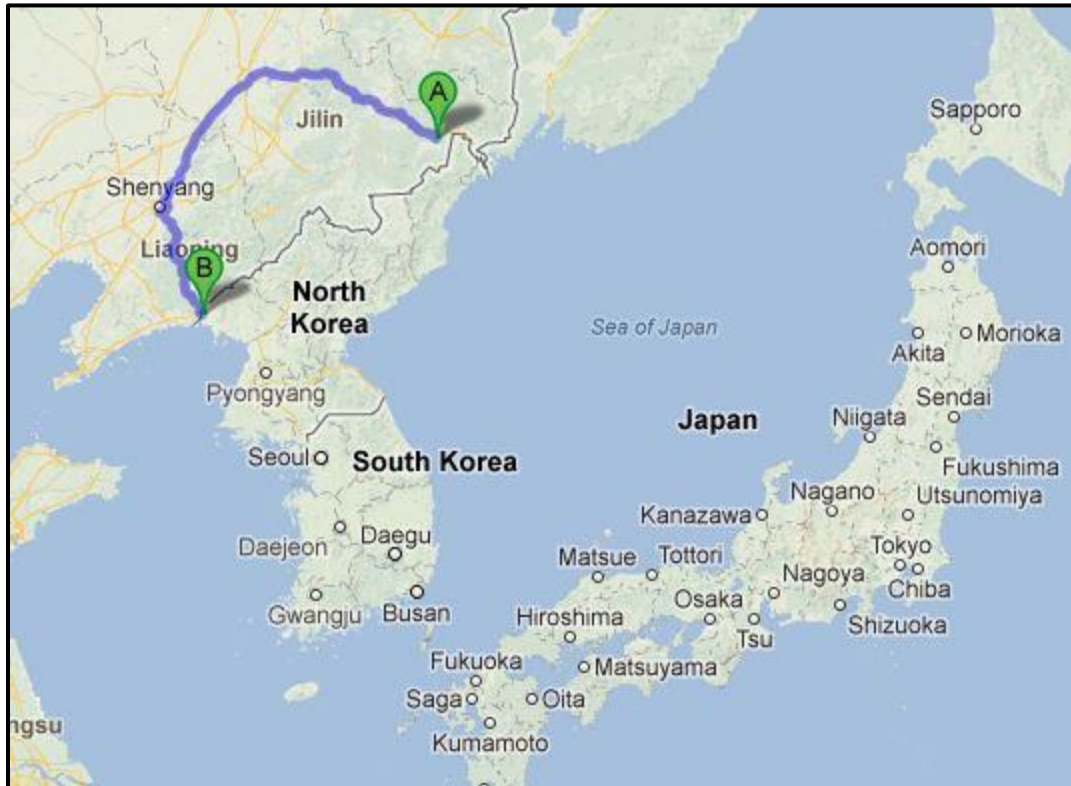 A
Sapporo
Jilin
Shenyang
Liaoning
B
Aomori
North
Korea
Sea of Japan
Akita
Morioka
Pyongyang
Sendai
Japan
Niigata
Seoul
South Korea
Fukushima
Nagano
Utsunomiya
Kanazawa
Daejeon
Daegu
Tokyo
Matsue
Tottori
Chiba
Nagoya
Gwangju
Busan
Osaka
Hiroshima
Tsu
Shizuoka
Fukuoka
Matsuyama
Saga
Oita
ngsu
Kumamoto